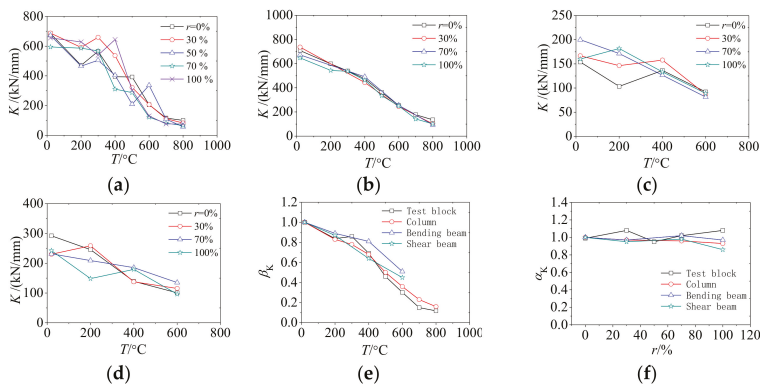 K /(kN/mm)
800
600
400
200
0
r=0%
30 %
50 %
70 %
100 %
0 200 400 600 800 1000
T/°C
(a)
K /(kN/mm)
1000
800
600
400
200
0
r=0%
30%
70%
100%
0 200 400 600 800 1000
T/°C
(b)
K /(kN/mm)
250
200
150
100
50
0
r=0%
30%
70%
100%
0 200 400 600 800
T/°C
(c)
K /(kN/mm)
400
300
200
100
0
r=0%
30%
70%
100%
0 200 400 600 800
T/°C
(d)
βK
1.2
1.0
0.8
0.6
0.4
0.2
0.0
Test block
Column
Bending beam
Shear beam
0 200 400 600 800 1000
T/°C
(e)
αK
1.4
1.2
1.0
0.8
0.6
0.4
0.2
0.0
Test block
Column
Bending beam
Shear beam
0 20 40 60 80 100 120
r/%
(f)